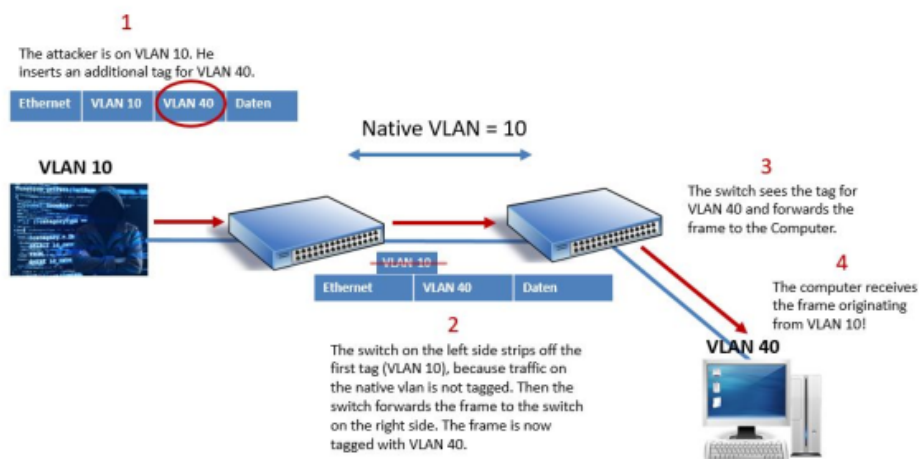 1
The attacker is on VLAN 10. He
inserts an additional tag for VLAN 40.
Ethernet VLAN 10 VLAN 40 Daten
Native VLAN = 10
VLAN 10
3
The switch sees the tag for
VLAN 40 and forwards the
frame to the Computer.
VLAN 10
Ethernet VLAN 40 Daten
4
The computer receives
the frame originating
from VLAN 10!
2
The switch on the left side strips off the
first tag (VLAN 10), because traffic on
the native vlan is not tagged. Then the
switch forwards the frame to the switch
on the right side. The frame is now
tagged with VLAN 40.
VLAN 40